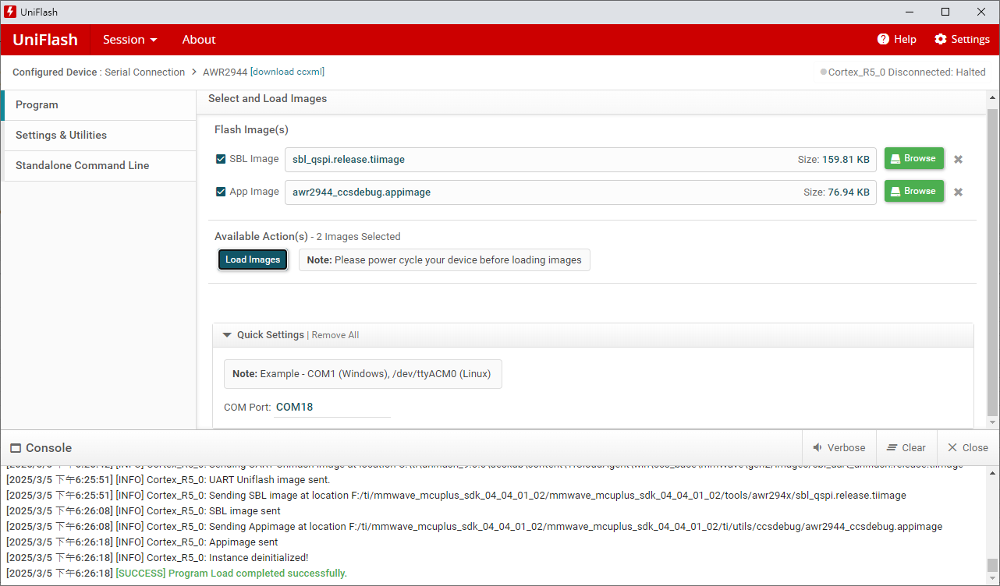 UniFlash
UniFlash Session About Help Settings
Configured Device : Serial Connection > AWR2944 [download ccxml] Cortex_R5_0 Disconnected: Halted
Program
Settings & Utilities
Standalone Command Line
Select and Load Images
Flash Image(s)
SBL Image sbl_qspi.release.tiimage Size: 159.81 KB Browse
App Image awr2944_ccsdebug.appimage Size: 76.94 KB Browse
Available Action(s) - 2 Images Selected
Load Images Note: Please power cycle your device before loading images
Quick Settings | Remove All
Note: Example - COM1 (Windows), /dev/ttyACM0 (Linux)
COM Port: COM18
Console Verbose Clear Close
[2025/3/5 下午6:25:51] [INFO] Cortex_R5_0: UART Uniflash image sent.
[2025/3/5 下午6:25:51] [INFO] Cortex_R5_0: Sending SBL image at location F:/ti/mmwave_mcuplus_sdk_04_04_01_02/mmwave_mcuplus_sdk_04_04_01_02/tools/awr294x/sbl_qspi.release.tiimage
[2025/3/5 下午6:26:08] [INFO] Cortex_R5_0: SBL image sent
[2025/3/5 下午6:26:08] [INFO] Cortex_R5_0: Sending Appimage at location F:/ti/mmwave_mcuplus_sdk_04_04_01_02/mmwave_mcuplus_sdk_04_04_01_02/ti/utils/ccsdebug/awr2944_ccsdebug.appimage
[2025/3/5 下午6:26:18] [INFO] Cortex_R5_0: Appimage sent
[2025/3/5 下午6:26:18] [INFO] Cortex_R5_0: Instance deinitialized!
[2025/3/5 下午6:26:18] [SUCCESS] Program Load completed successfully.